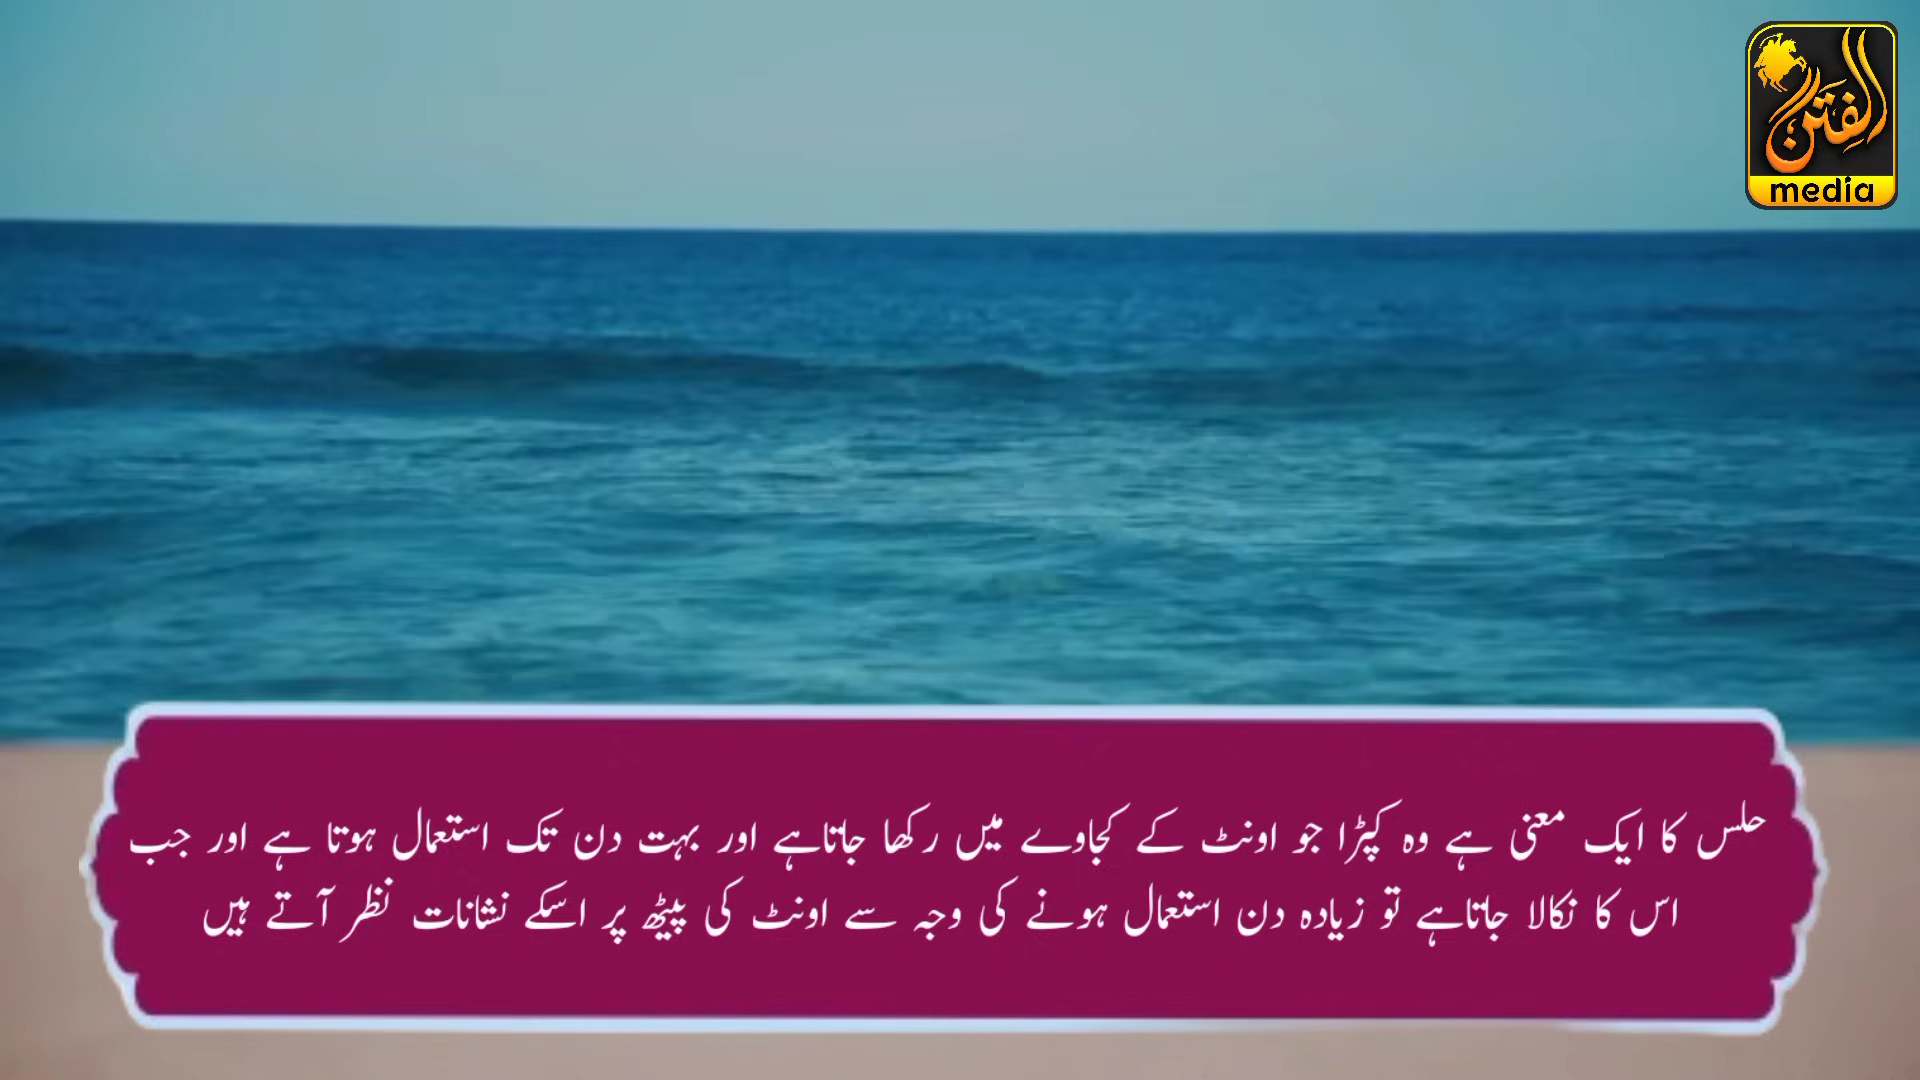 الفتن
media
حلس کا ایک معنی ہے وہ کپڑا جو اونٹ کے کجاوے میں رکھا جاتاہے اور بہت دن تک استعمال ہوتا ہے اور جب
اس کا نکالا جاتاہے تو زیادہ دن استعمال ہونے کی وجہ سے اونٹ کی پیٹھ پر اسکے نشانات نظر آتے ہیں